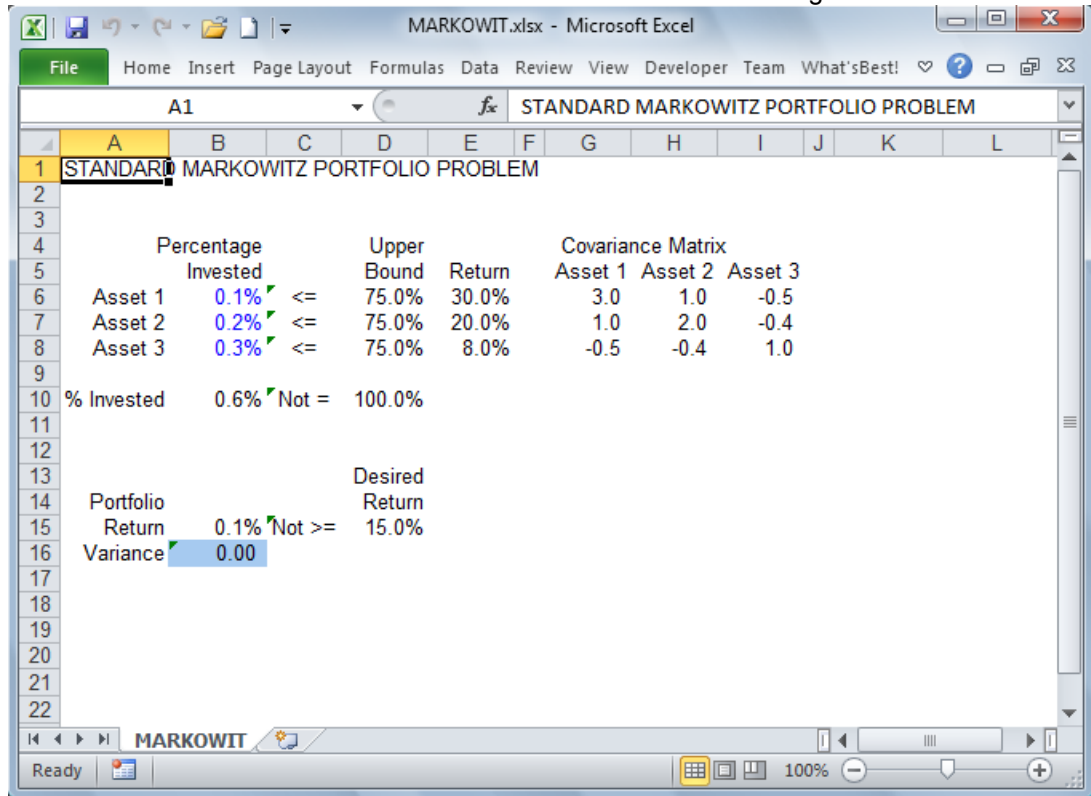 MARKOWIT.xlsx - Microsoft Excel
File Home Insert Page Layout Formulas Data Review View Developer Team What'sBest!
A1 fx STANDARD MARKOWITZ PORTFOLIO PROBLEM
A B C D E F G H I J K L
1 STANDARD MARKOWITZ PORTFOLIO PROBLEM
2
3
4 Percentage Upper Covariance Matrix
5 Invested Bound Return Asset 1 Asset 2 Asset 3
6 Asset 1 0.1% <= 75.0% 30.0% 3.0 1.0 -0.5
7 Asset 2 0.2% <= 75.0% 20.0% 1.0 2.0 -0.4
8 Asset 3 0.3% <= 75.0% 8.0% -0.5 -0.4 1.0
9
10 % Invested 0.6% Not = 100.0%
11
12
13 Desired
14 Portfolio Return
15 Return 0.1% Not >= 15.0%
16 Variance 0.00
17
18
19
20
21
22
MARKOWIT
Ready 100%